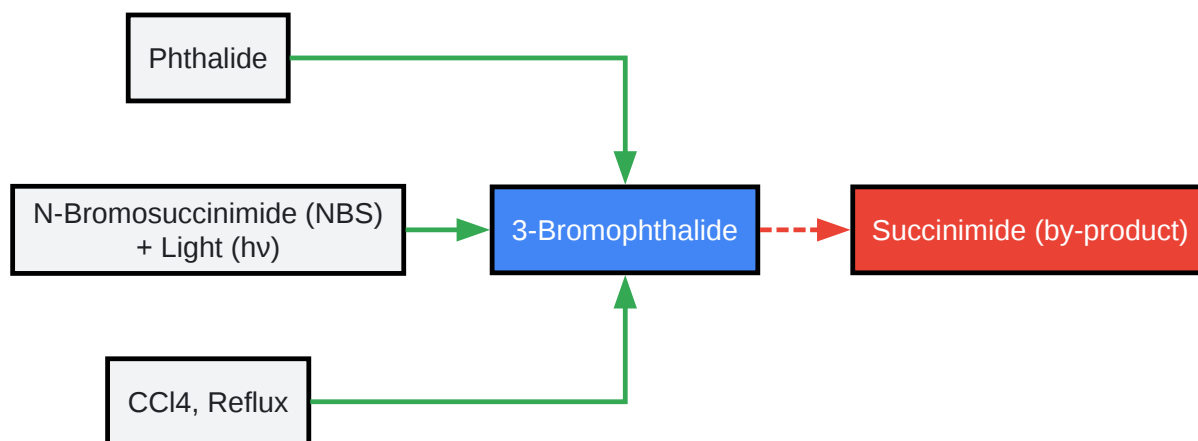 Phthalide
N-Bromosuccinimide (NBS)
+ Light (hν)
3-Bromophthalide
Succinimide (by-product)
CCl4, Reflux